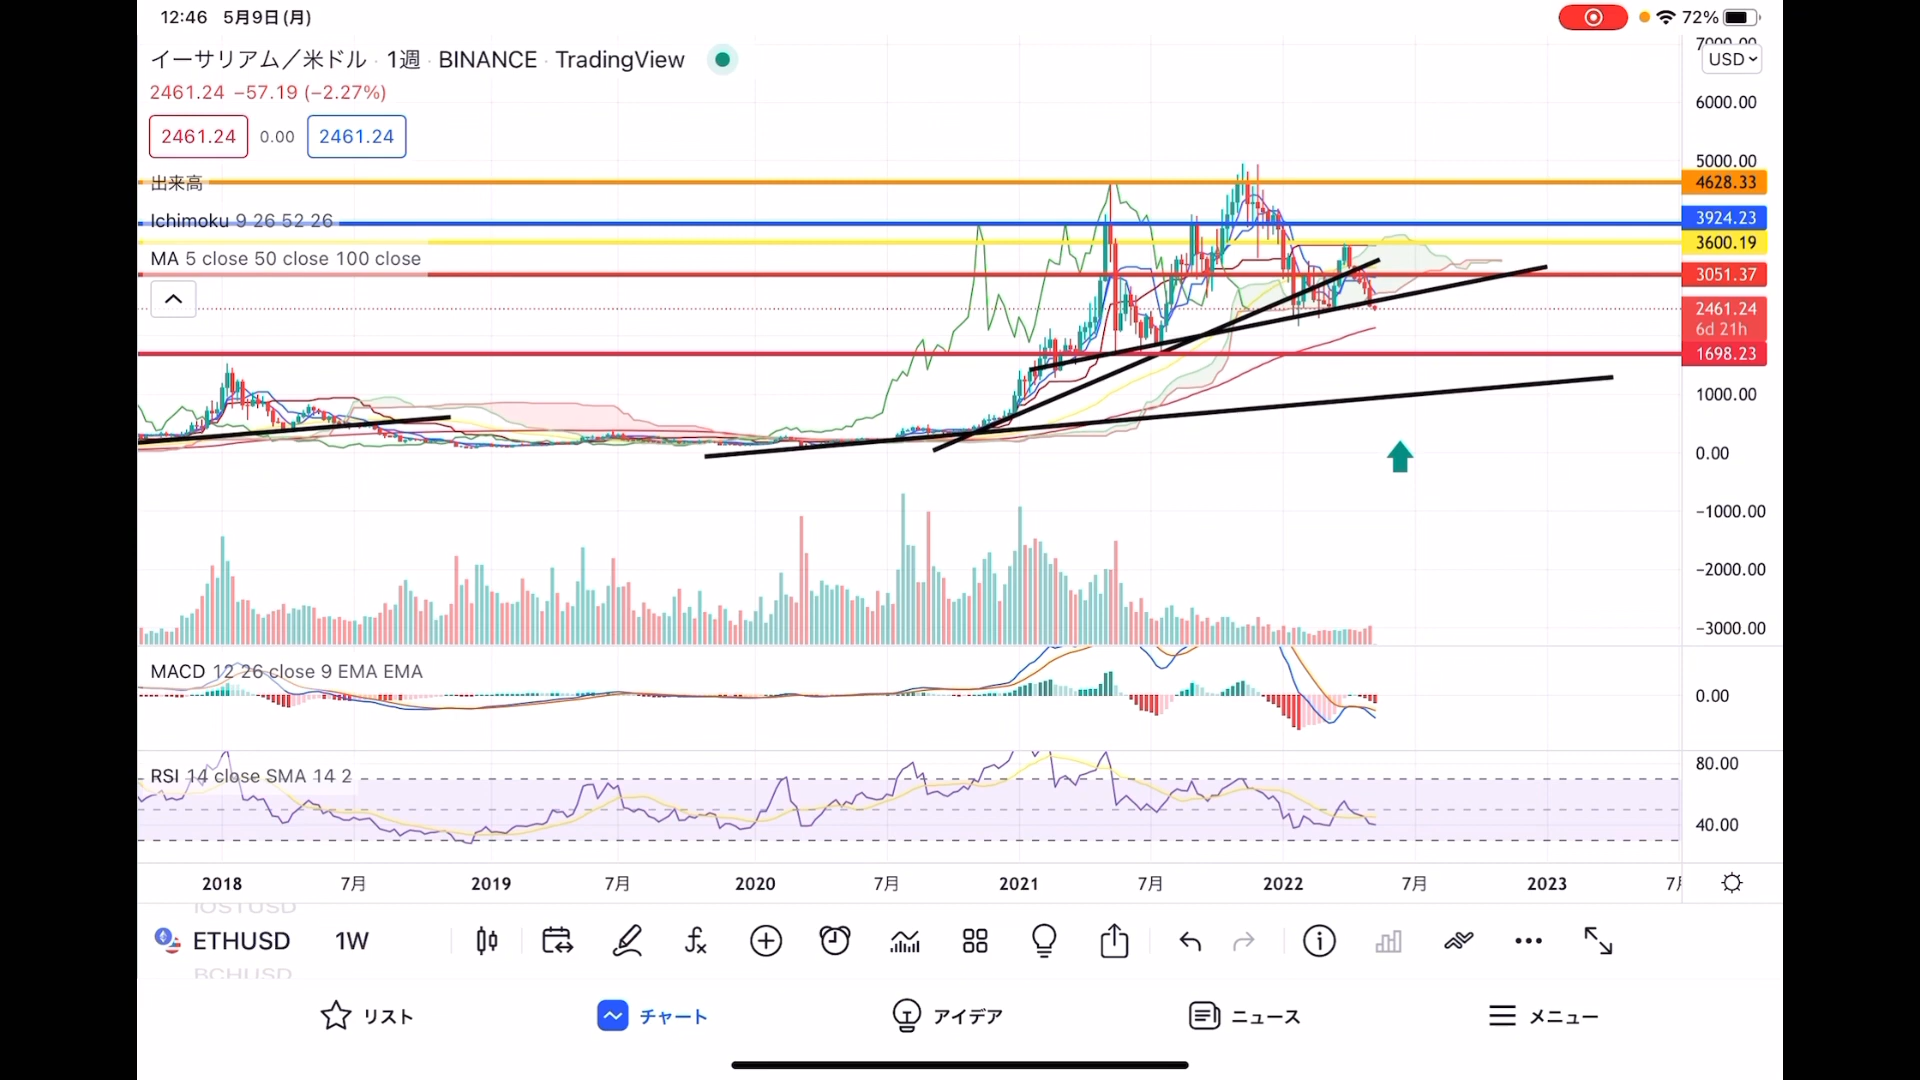 12:46 5月9日(月)
72%
イーサリアム／米ドル · 1週 · BINANCE · TradingView
2461.24 −57.19 (−2.27%)
2461.24 0.00 2461.24
出来高
Ichimoku 9 26 52 26
MA 5 close 50 close 100 close
7000.00
USD
6000.00
5000.00
4628.33
3924.23
3600.19
3051.37
2461.24
6d 21h
1698.23
1000.00
0.00
−1000.00
−2000.00
−3000.00
MACD 12 26 close 9 EMA EMA
0.00
RSI 14 close SMA 14 2
80.00
40.00
2018 7月 2019 7月 2020 7月 2021 7月 2022 7月 2023
IOSTUSD
ETHUSD 1W
BCHUSD
リスト チャート アイデア ニュース メニュー